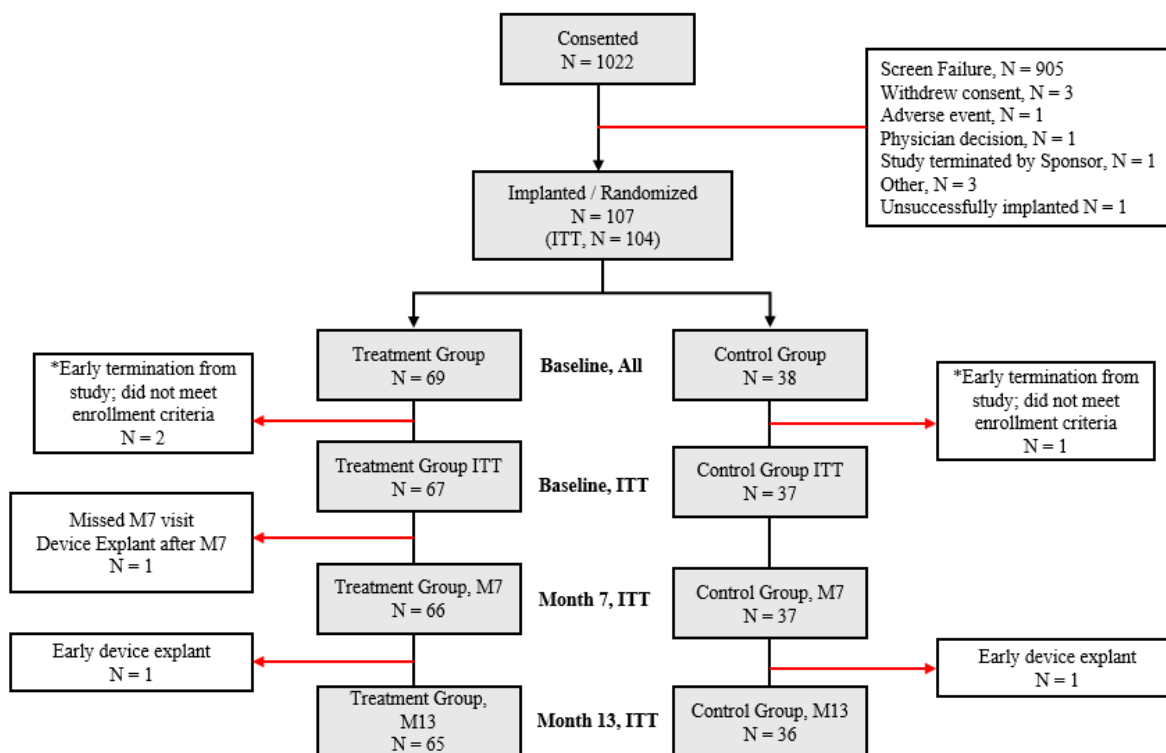 Consented
N = 1022
Screen Failure, N = 905
Withdrew consent, N = 3
Adverse event, N = 1
Physician decision, N = 1
Study terminated by Sponsor, N = 1
Other, N = 3
Unsuccessfully implanted N = 1
Implanted / Randomized
N = 107
(ITT, N = 104)
Treatment Group
N = 69
Baseline, All
Control Group
N = 38
*Early termination from
study; did not meet
enrollment criteria
N = 2
*Early termination from
study; did not meet
enrollment criteria
N = 1
Treatment Group ITT
N = 67
Baseline, ITT
Control Group ITT
N = 37
Missed M7 visit
Device Explant after M7
N = 1
Treatment Group, M7
N = 66
Month 7, ITT
Control Group, M7
N = 37
Early device explant
N = 1
Early device explant
N = 1
Treatment Group,
M13
N = 65
Month 13, ITT
Control Group, M13
N = 36